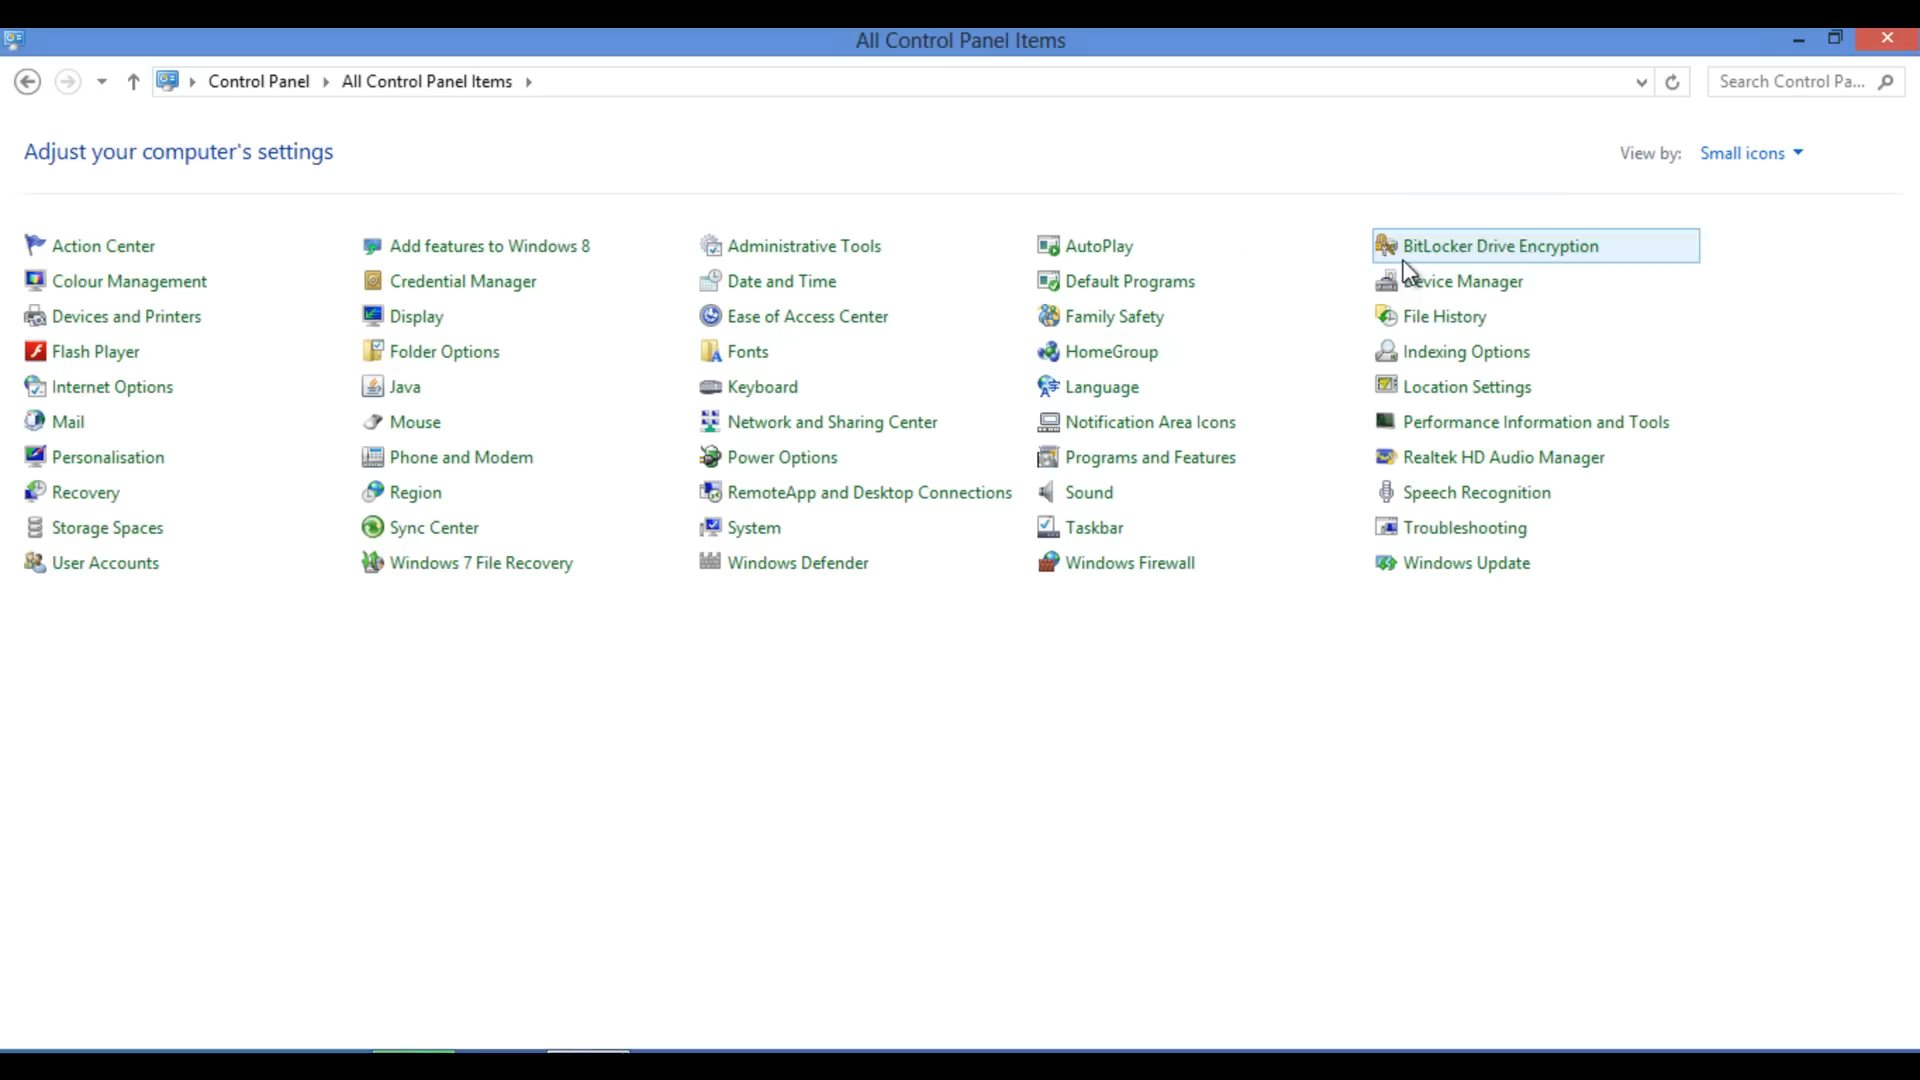 All Control Panel Items
Control Panel All Control Panel Items Search Control Pa...
Adjust your computer's settings
View by: Small icons
Action Center Add features to Windows 8 Administrative Tools AutoPlay BitLocker Drive Encryption
Colour Management Credential Manager Date and Time Default Programs Device Manager
Devices and Printers Display Ease of Access Center Family Safety File History
Flash Player Folder Options Fonts HomeGroup Indexing Options
Internet Options Java Keyboard Language Location Settings
Mail Mouse Network and Sharing Center Notification Area Icons Performance Information and Tools
Personalisation Phone and Modem Power Options Programs and Features Realtek HD Audio Manager
Recovery Region RemoteApp and Desktop Connections Sound Speech Recognition
Storage Spaces Sync Center System Taskbar Troubleshooting
User Accounts Windows 7 File Recovery Windows Defender Windows Firewall Windows Update